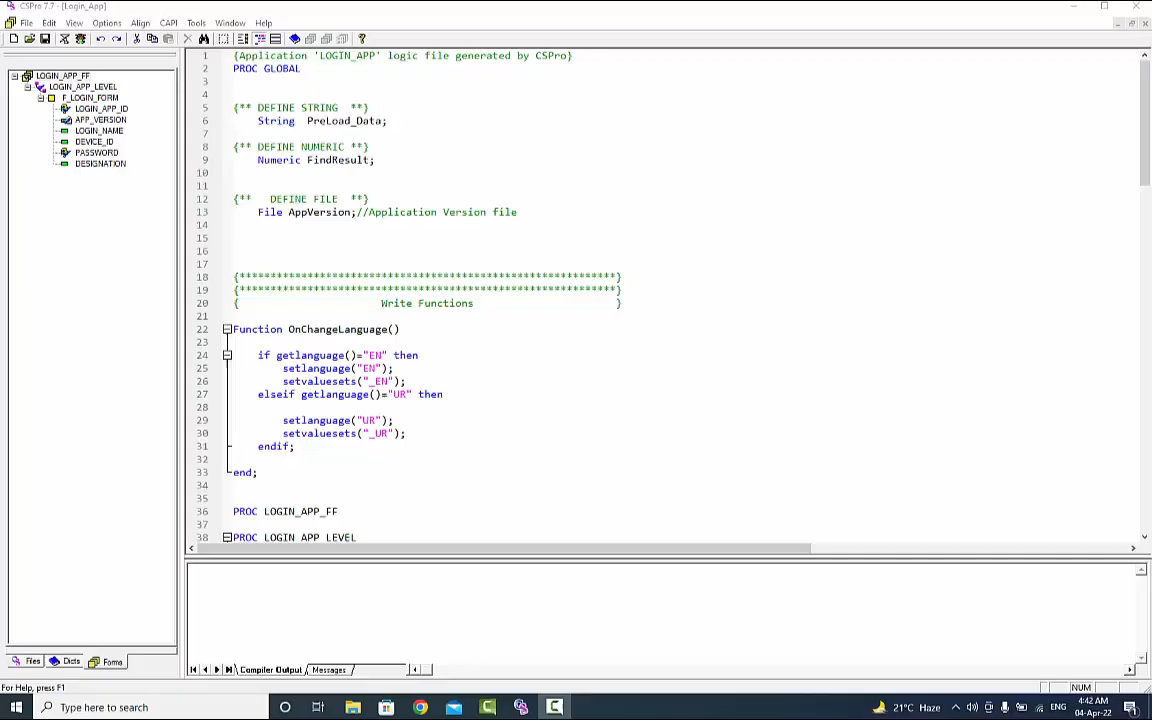 CSPro 7.7 - [Login_App]
File Edit View Options Align CAPI Tools Window Help
LOGIN_APP_FF
LOGIN_APP_LEVEL
F_LOGIN_FORM
LOGIN_APP_ID
APP_VERSION
LOGIN_NAME
DEVICE_ID
PASSWORD
DESIGNATION
1 {Application 'LOGIN_APP' logic file generated by CSPro}
2 PROC GLOBAL
3
4
5 {** DEFINE STRING **}
6 String PreLoad_Data;
7
8 {** DEFINE NUMERIC **}
9 Numeric FindResult;
10
11
12 {** DEFINE FILE **}
13 File AppVersion;//Application Version file
14
15
16
17
18 {*************************************************************}
19 {*************************************************************}
20 { Write Functions }
21
22 Function OnChangeLanguage()
23
24 if getlanguage()="EN" then
25 setlanguage("EN");
26 setvaluesets("_EN");
27 elseif getlanguage()="UR" then
28
29 setlanguage("UR");
30 setvaluesets("_UR");
31 endif;
32
33 end;
34
35
36 PROC LOGIN_APP_FF
37
38 PROC LOGIN_APP_LEVEL
Files Dicts Forms
Compiler Output Messages
For Help, press F1
NUM
Type here to search
21°C Haze
ENG
4:42 AM
04-Apr-22
1